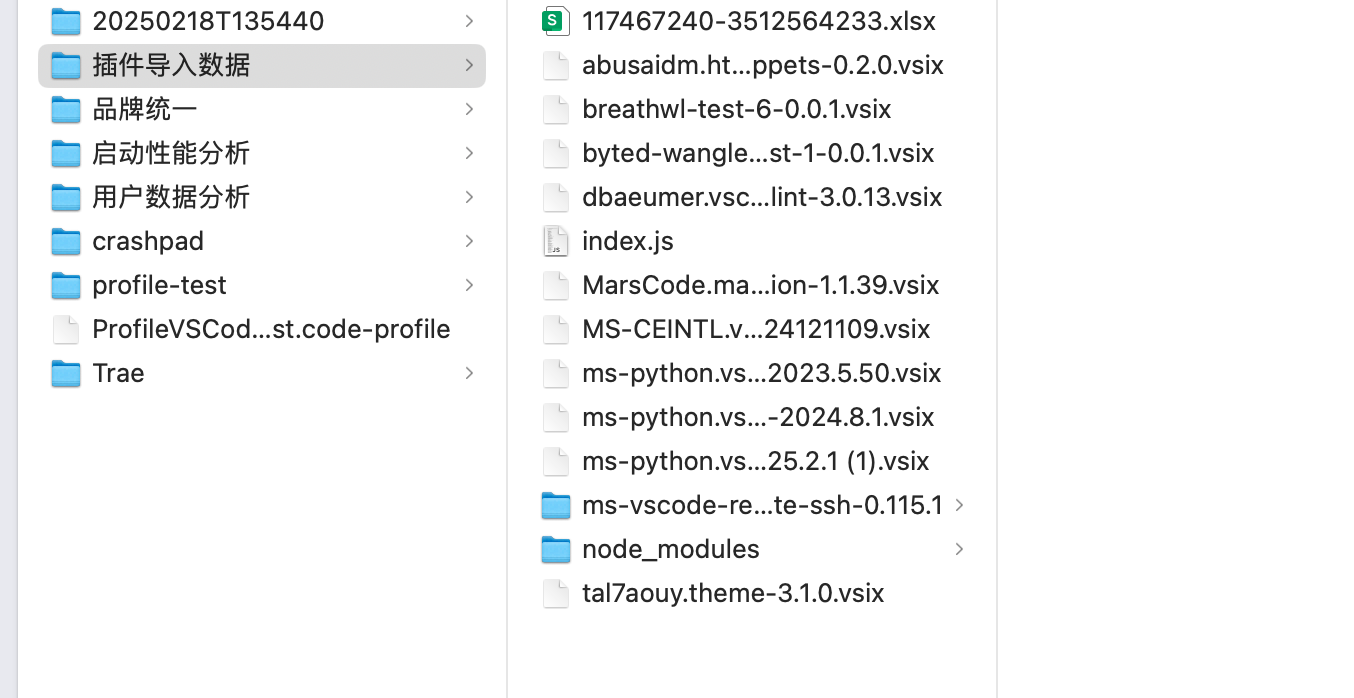 20250218T135440
插件导入数据
品牌统一
启动性能分析
用户数据分析
crashpad
profile-test
ProfileVSCod...st.code-profile
Trae
117467240-3512564233.xlsx
abusaidm.ht...ppets-0.2.0.vsix
breathwl-test-6-0.0.1.vsix
byted-wangle...st-1-0.0.1.vsix
dbaeumer.vsc...lint-3.0.13.vsix
index.js
MarsCode.ma...ion-1.1.39.vsix
MS-CEINTL.v...24121109.vsix
ms-python.vs...2023.5.50.vsix
ms-python.vs...-2024.8.1.vsix
ms-python.vs...25.2.1 (1).vsix
ms-vscode-re...te-ssh-0.115.1
node_modules
tal7aouy.theme-3.1.0.vsix